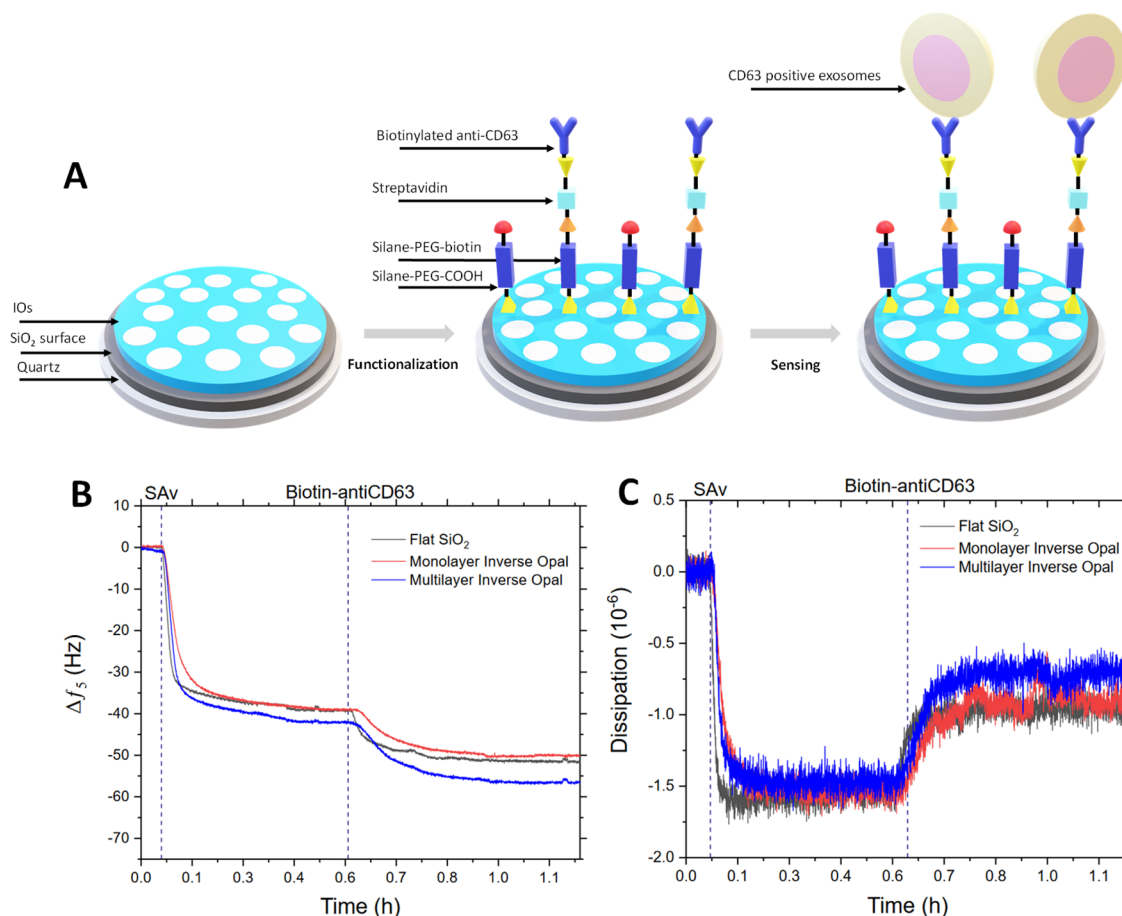 A
CD63 positive exosomes
Biotinylated anti-CD63
Streptavidin
Silane-PEG-biotin
Silane-PEG-COOH
IOs
SiO₂ surface
Quartz
Functionalization
Sensing
B
SAv
Biotin-antiCD63
10
0
-10
-20
-30
-40
-50
-60
-70
Δf₅ (Hz)
Flat SiO₂
Monolayer Inverse Opal
Multilayer Inverse Opal
0.0 0.1 0.2 0.3 0.4 0.5 0.6 0.7 0.8 0.9 1.0 1.1
Time (h)
C
SAv
Biotin-antiCD63
0.5
0.0
-0.5
-1.0
-1.5
-2.0
Dissipation (10⁻⁶)
Flat SiO₂
Monolayer Inverse Opal
Multilayer Inverse Opal
0.0 0.1 0.2 0.3 0.4 0.5 0.6 0.7 0.8 0.9 1.0 1.1
Time (h)